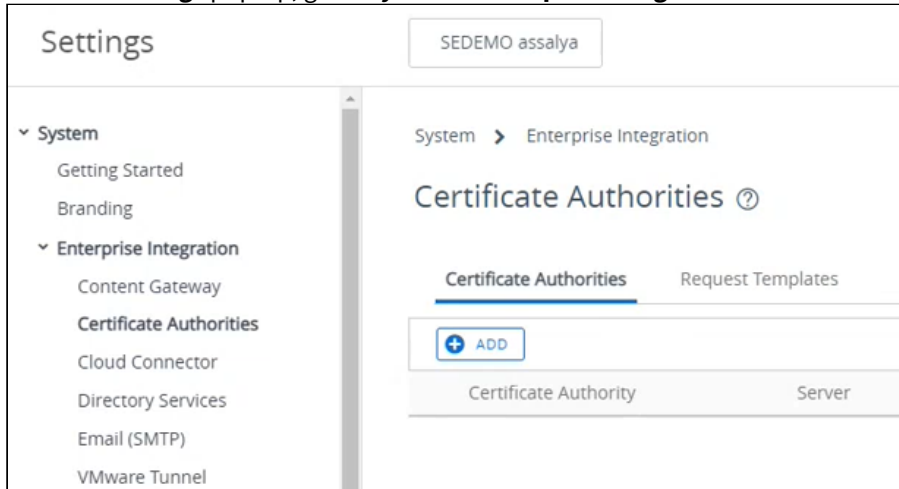 Settings
SEDEMO assalya
System
Getting Started
Branding
Enterprise Integration
Content Gateway
Certificate Authorities
Cloud Connector
Directory Services
Email (SMTP)
VMware Tunnel
System > Enterprise Integration
Certificate Authorities ?
Certificate Authorities Request Templates
ADD
Certificate Authority Server